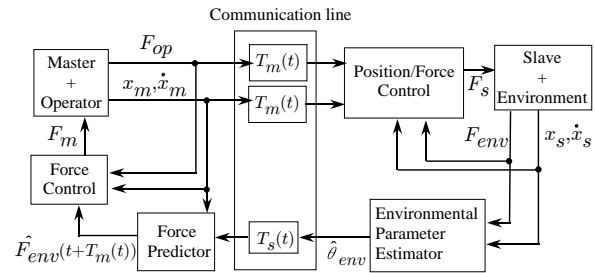 Communication line
F_op
T_m(t)
Master
+
Operator
x_m, ẋ_m
T_m(t)
Position/Force
Control
F_s
Slave
+
Environment
F_m
F_env
x_s, ẋ_s
Force
Control
F̂_env(t+T_m(t))
Force
Predictor
T_s(t)
θ̂_env
Environmental
Parameter
Estimator